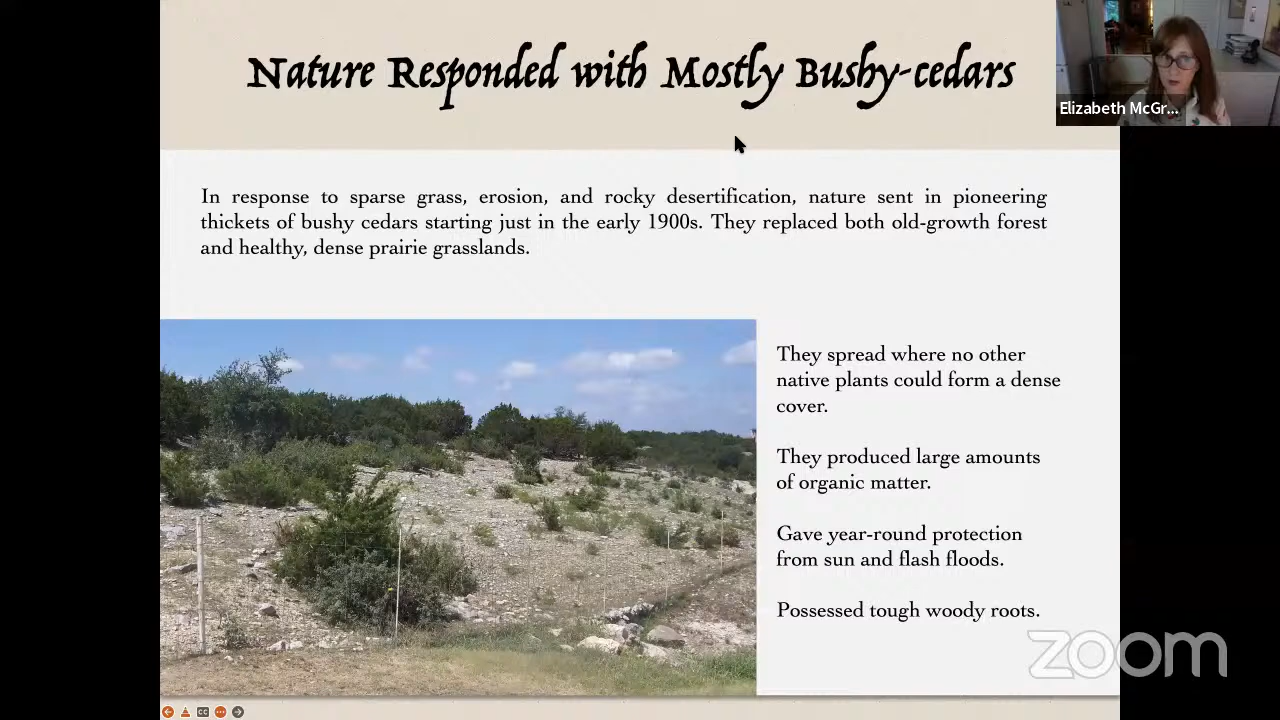 Nature Responded with Mostly Bushy-cedars
Elizabeth McGr...
In response to sparse grass, erosion, and rocky desertification, nature sent in pioneering
thickets of bushy cedars starting just in the early 1900s. They replaced both old-growth forest
and healthy, dense prairie grasslands.
They spread where no other
native plants could form a dense
cover.
They produced large amounts
of organic matter.
Gave year-round protection
from sun and flash floods.
Possessed tough woody roots.
zoom
CC